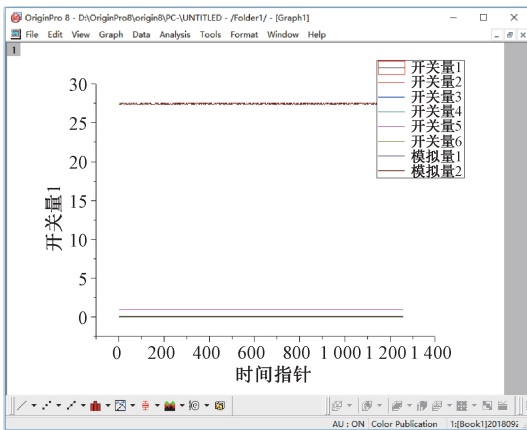 OriginPro 8 - D:\OriginPro8\origin8\PC-\UNTITLED - /Folder1/ - [Graph1]
File Edit View Graph Data Analysis Tools Format Window Help
1
开关量1
开关量2
开关量3
开关量4
开关量5
开关量6
模拟量1
模拟量2
30
25
20
15
10
5
0
开关量1
0 200 400 600 800 1 000 1 200 1 400
时间指针
AU : ON Color Publication 1:[Book1]201809